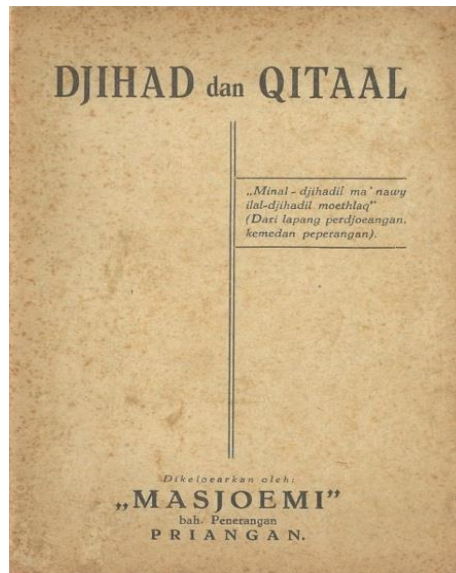 DJIHAD dan QITAAL
„Minal - djihadil ma'nawy
ilal-djihadil moethlaq"
(Dari lapang perdjoeangan,
kemedan peperangan).
Dikeloearkan oleh:
„MASJOEMI"
bah. Penerangan
PRIANGAN.